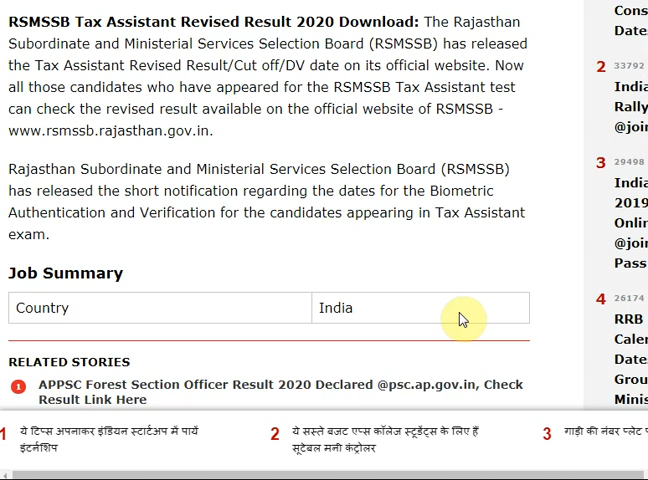 RSMSSB Tax Assistant Revised Result 2020 Download: The Rajasthan
Subordinate and Ministerial Services Selection Board (RSMSSB) has released
the Tax Assistant Revised Result/Cut off/DV date on its official website. Now
all those candidates who have appeared for the RSMSSB Tax Assistant test
can check the revised result available on the official website of RSMSSB -
www.rsmssb.rajasthan.gov.in.
Rajasthan Subordinate and Ministerial Services Selection Board (RSMSSB)
has released the short notification regarding the dates for the Biometric
Authentication and Verification for the candidates appearing in Tax Assistant
exam.
Job Summary
Country India
RELATED STORIES
1 APPSC Forest Section Officer Result 2020 Declared @psc.ap.gov.in, Check
Result Link Here
Cons
Date
2 33792
India
Rally
@join
3 29498
India
2019
Onlin
@join
Pass
4 26174
RRB
Caler
Date
Grou
Minis
1 ये टिप्स अपनाकर इंडियन स्टार्टअप में पायें
इंटर्नशिप
2 ये सस्ते बजट एप्स कॉलेज स्टूडेंट्स के लिए हैं
सूटेबल मनी कंट्रोलर
3 गाड़ी की नंबर प्लेट